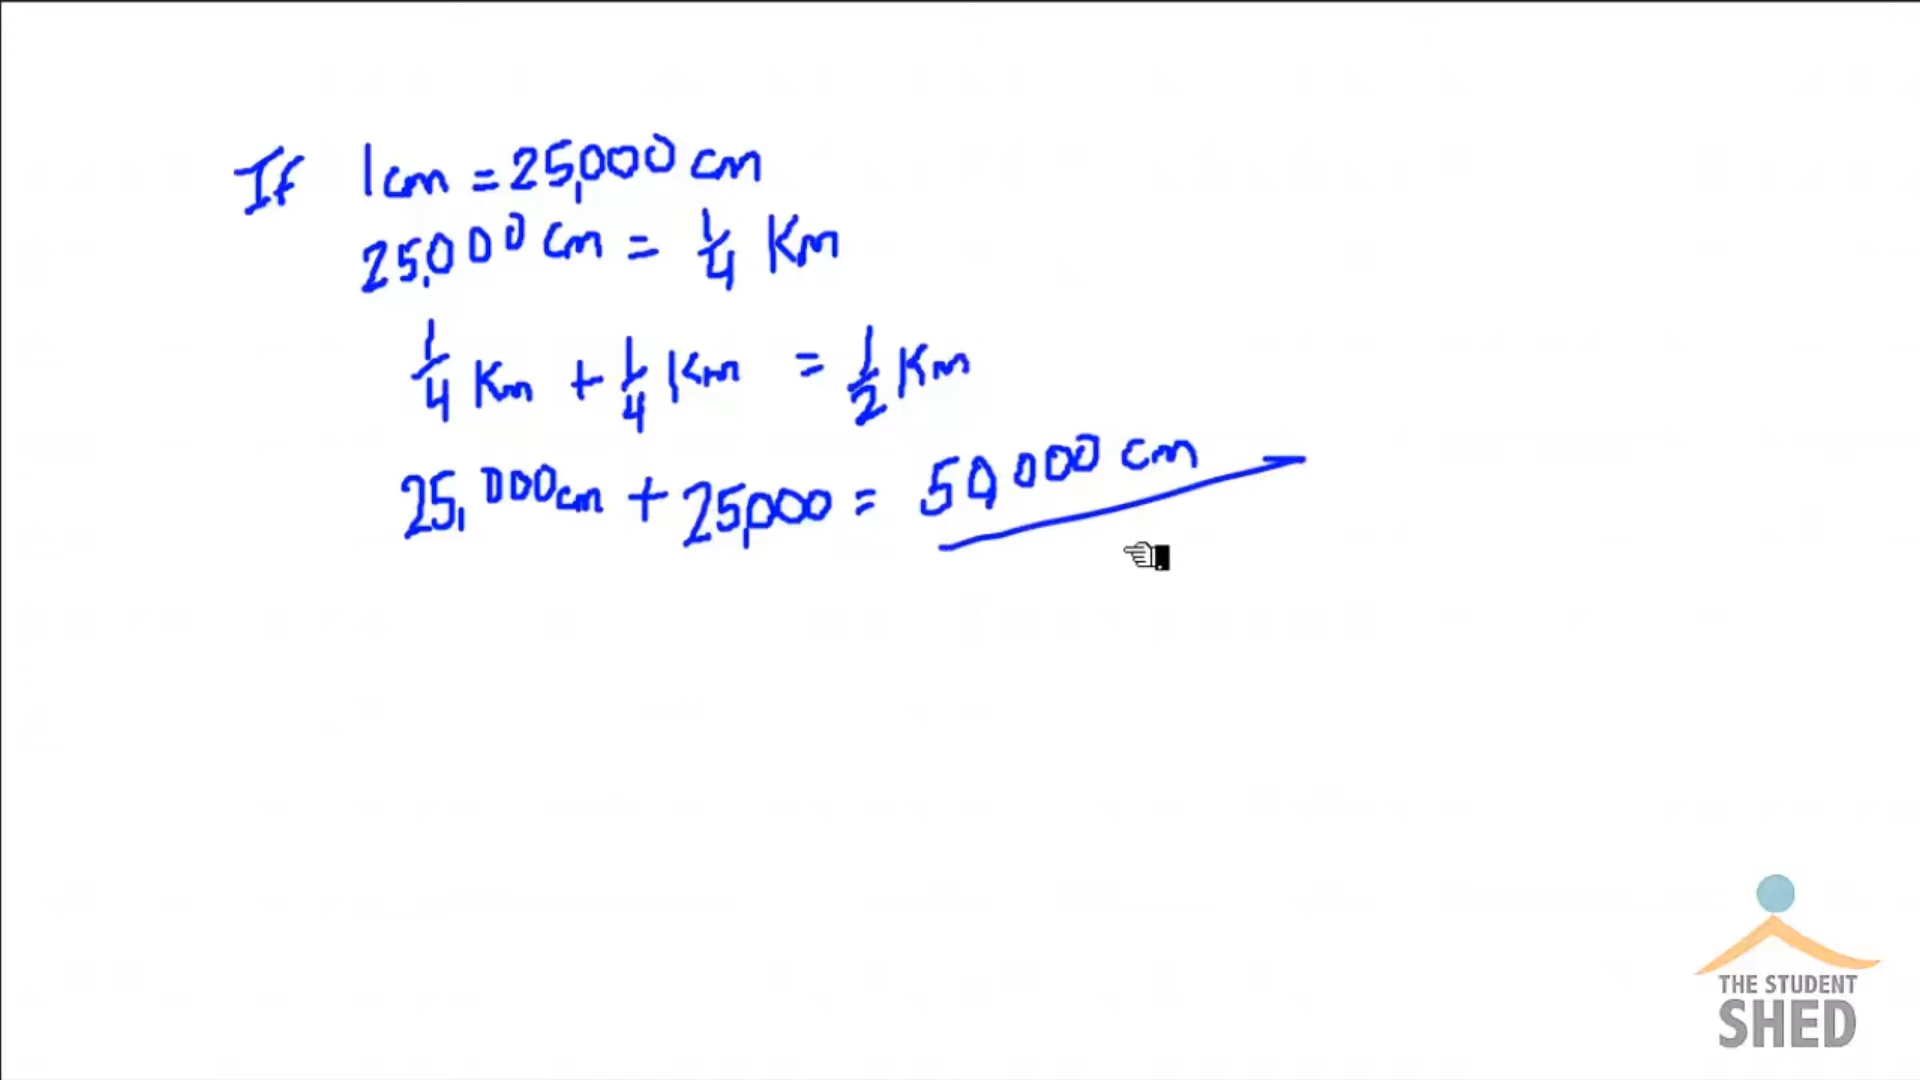 If 1cm = 25,000 cm
25,000 cm = 1/4 Km
1/4 Km + 1/4 Km = 1/2 Km
25,000cm + 25,000 = 50,000 cm
THE STUDENT
SHED